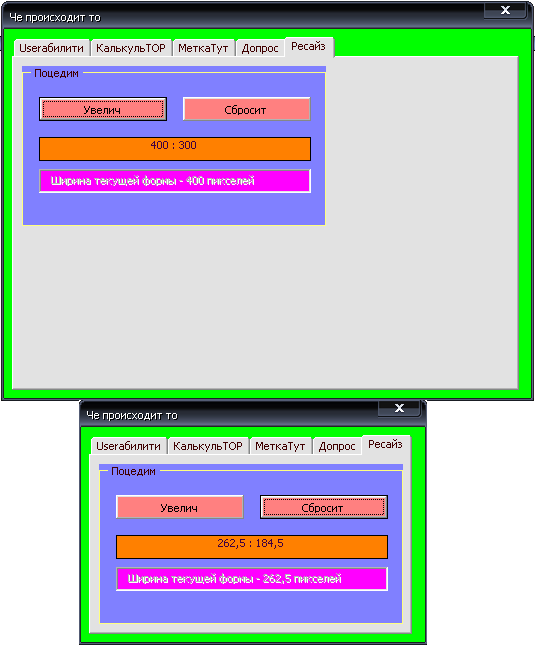 Че происходит то
X
Userабилити КалькульТОР МеткаТут Допрос Ресайз
Поцедим
Увелич Сбросит
400 : 300
Ширина текущей формы - 400 пикселей
Че происходит то
X
Userабилити КалькульТОР МеткаТут Допрос Ресайз
Поцедим
Увелич Сбросит
262,5 : 184,5
Ширина текущей формы - 262,5 пикселей